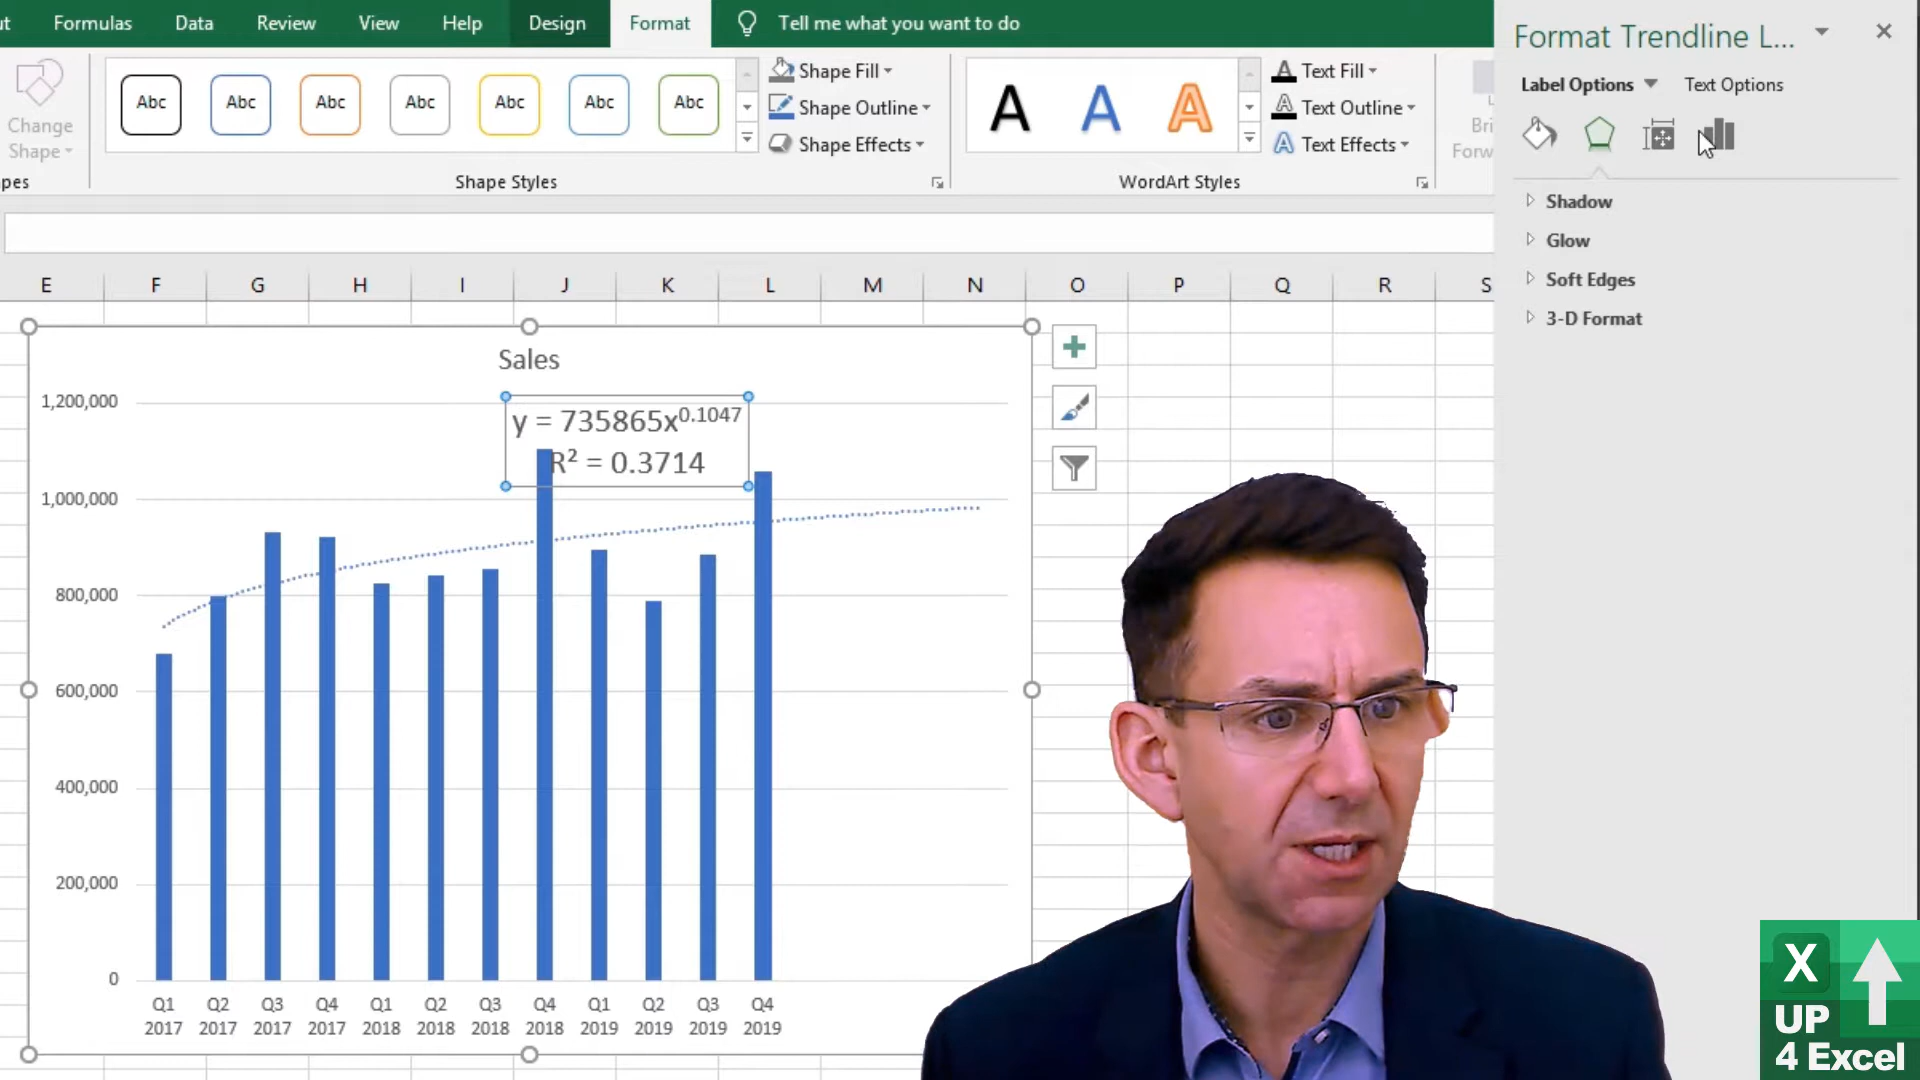 Formulas Data Review View Help Design Format Tell me what you want to do
Format Trendline L...
Label Options Text Options
Change
Shape
Abc Abc Abc Abc Abc Abc Abc
Shape Fill
Shape Outline
Shape Effects
Shape Styles
A A A
Text Fill
Text Outline
Text Effects
WordArt Styles
Shadow
Glow
Soft Edges
3-D Format
E F G H I J K L M N O P Q R S
Sales
y = 735865x^0.1047
R² = 0.3714
1,200,000
1,000,000
800,000
600,000
400,000
200,000
0
Q1 Q2 Q3 Q4 Q1 Q2 Q3 Q4 Q1 Q2 Q3 Q4
2017 2017 2017 2017 2018 2018 2018 2018 2019 2019 2019 2019
X
UP
4 Excel